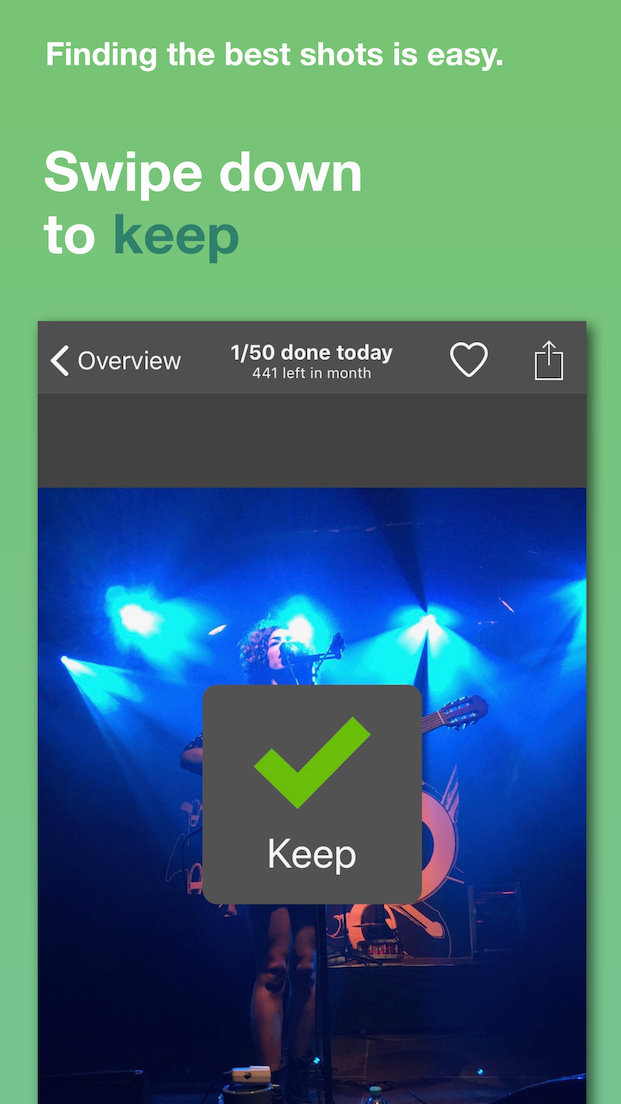 Finding the best shots is easy.
Swipe down
to keep
Overview
1/50 done today
441 left in month
Keep